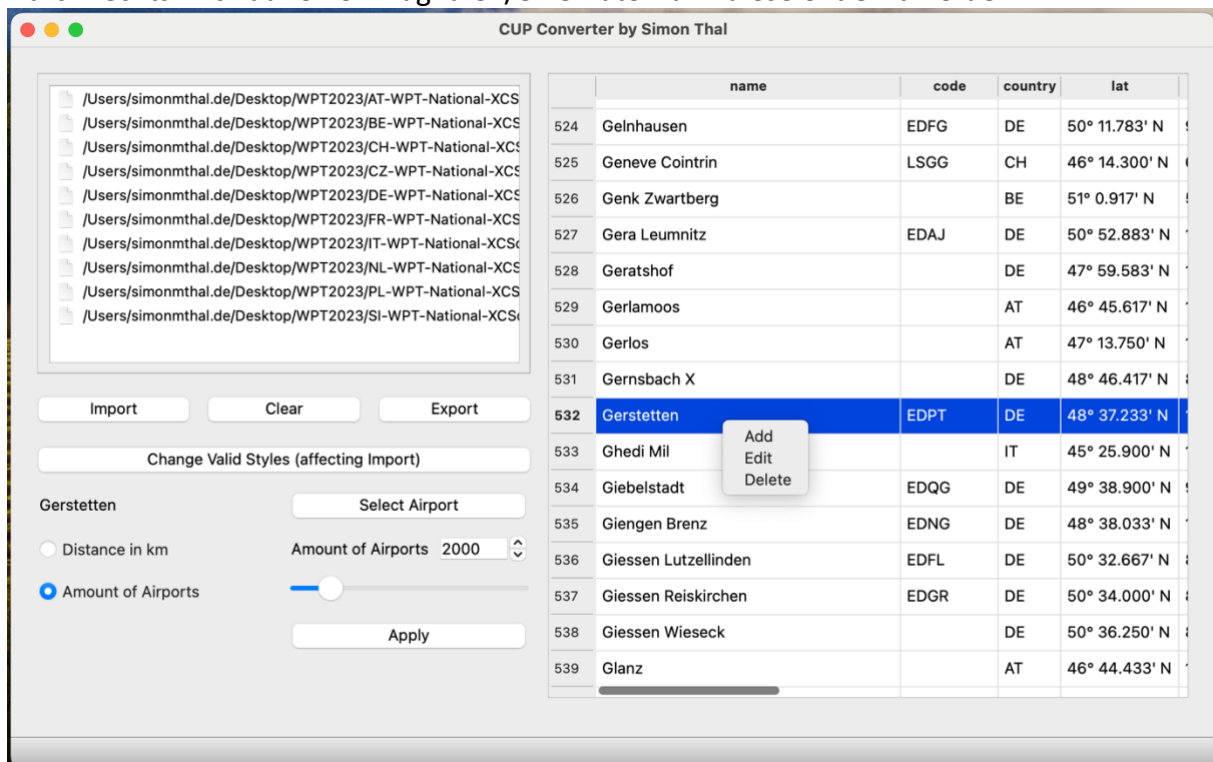 CUP Converter by Simon Thal
/Users/simonmthal.de/Desktop/WPT2023/AT-WPT-National-XCS
/Users/simonmthal.de/Desktop/WPT2023/BE-WPT-National-XCS
/Users/simonmthal.de/Desktop/WPT2023/CH-WPT-National-XCS
/Users/simonmthal.de/Desktop/WPT2023/CZ-WPT-National-XCS
/Users/simonmthal.de/Desktop/WPT2023/DE-WPT-National-XCS
/Users/simonmthal.de/Desktop/WPT2023/FR-WPT-National-XCS
/Users/simonmthal.de/Desktop/WPT2023/IT-WPT-National-XCSo
/Users/simonmthal.de/Desktop/WPT2023/NL-WPT-National-XCS
/Users/simonmthal.de/Desktop/WPT2023/PL-WPT-National-XCS
/Users/simonmthal.de/Desktop/WPT2023/SI-WPT-National-XCSo
Import Clear Export
Change Valid Styles (affecting Import)
Gerstetten Select Airport
Distance in km Amount of Airports 2000
Amount of Airports
Apply
name code country lat
524 Gelnhausen EDFG DE 50° 11.783' N
525 Geneve Cointrin LSGG CH 46° 14.300' N
526 Genk Zwartberg BE 51° 0.917' N
527 Gera Leumnitz EDAJ DE 50° 52.883' N
528 Geratshof DE 47° 59.583' N
529 Gerlamoos AT 46° 45.617' N
530 Gerlos AT 47° 13.750' N
531 Gernsbach X DE 48° 46.417' N
532 Gerstetten EDPT DE 48° 37.233' N
533 Ghedi Mil IT 45° 25.900' N
534 Giebelstadt EDQG DE 49° 38.900' N
535 Giengen Brenz EDNG DE 48° 38.033' N
536 Giessen Lutzellinden EDFL DE 50° 32.667' N
537 Giessen Reiskirchen EDGR DE 50° 34.000' N
538 Giessen Wieseck DE 50° 36.250' N
539 Glanz AT 46° 44.433' N
Add
Edit
Delete